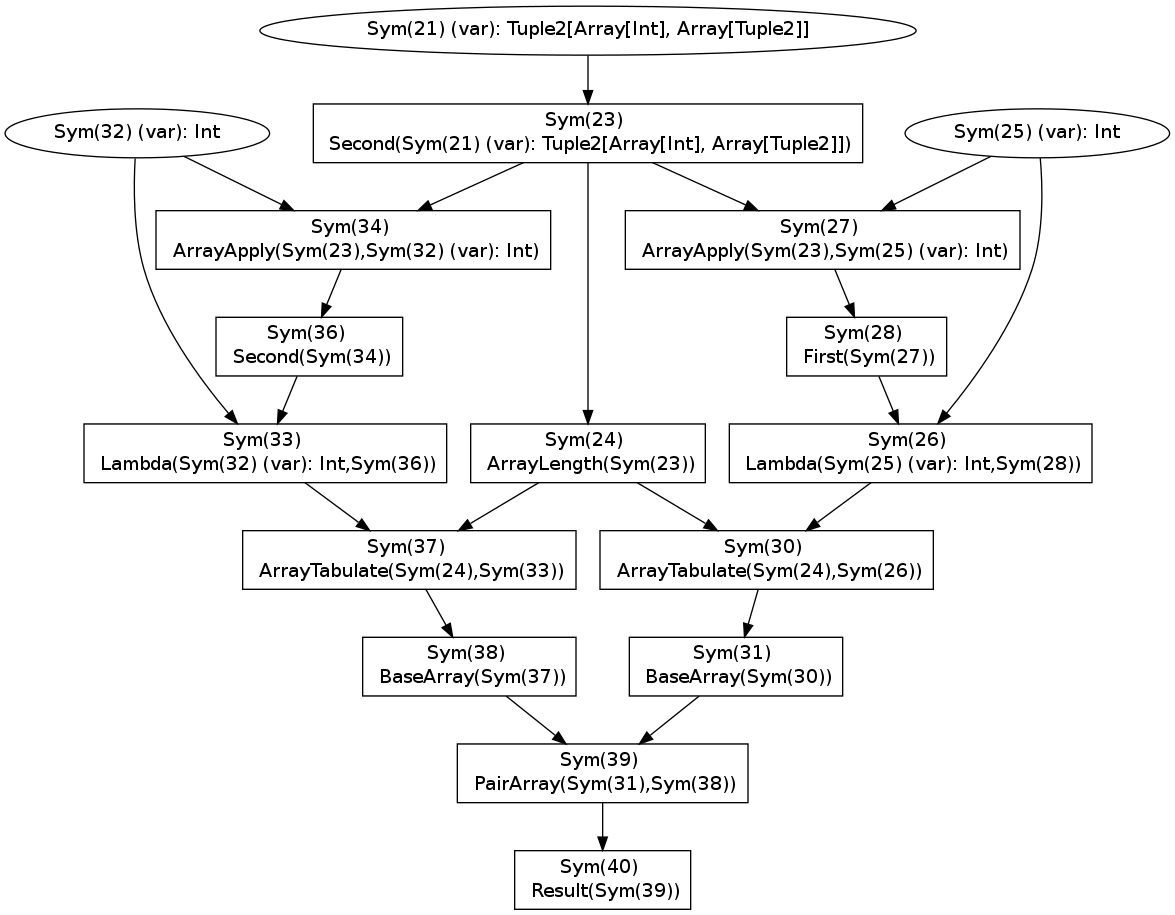 Sym(21) (var): Tuple2[Array[Int], Array[Tuple2]]
Sym(32) (var): Int
Sym(23)
Second(Sym(21) (var): Tuple2[Array[Int], Array[Tuple2]])
Sym(25) (var): Int
Sym(34)
ArrayApply(Sym(23),Sym(32) (var): Int)
Sym(27)
ArrayApply(Sym(23),Sym(25) (var): Int)
Sym(36)
Second(Sym(34))
Sym(28)
First(Sym(27))
Sym(33)
Lambda(Sym(32) (var): Int,Sym(36))
Sym(24)
ArrayLength(Sym(23))
Sym(26)
Lambda(Sym(25) (var): Int,Sym(28))
Sym(37)
ArrayTabulate(Sym(24),Sym(33))
Sym(30)
ArrayTabulate(Sym(24),Sym(26))
Sym(38)
BaseArray(Sym(37))
Sym(31)
BaseArray(Sym(30))
Sym(39)
PairArray(Sym(31),Sym(38))
Sym(40)
Result(Sym(39))